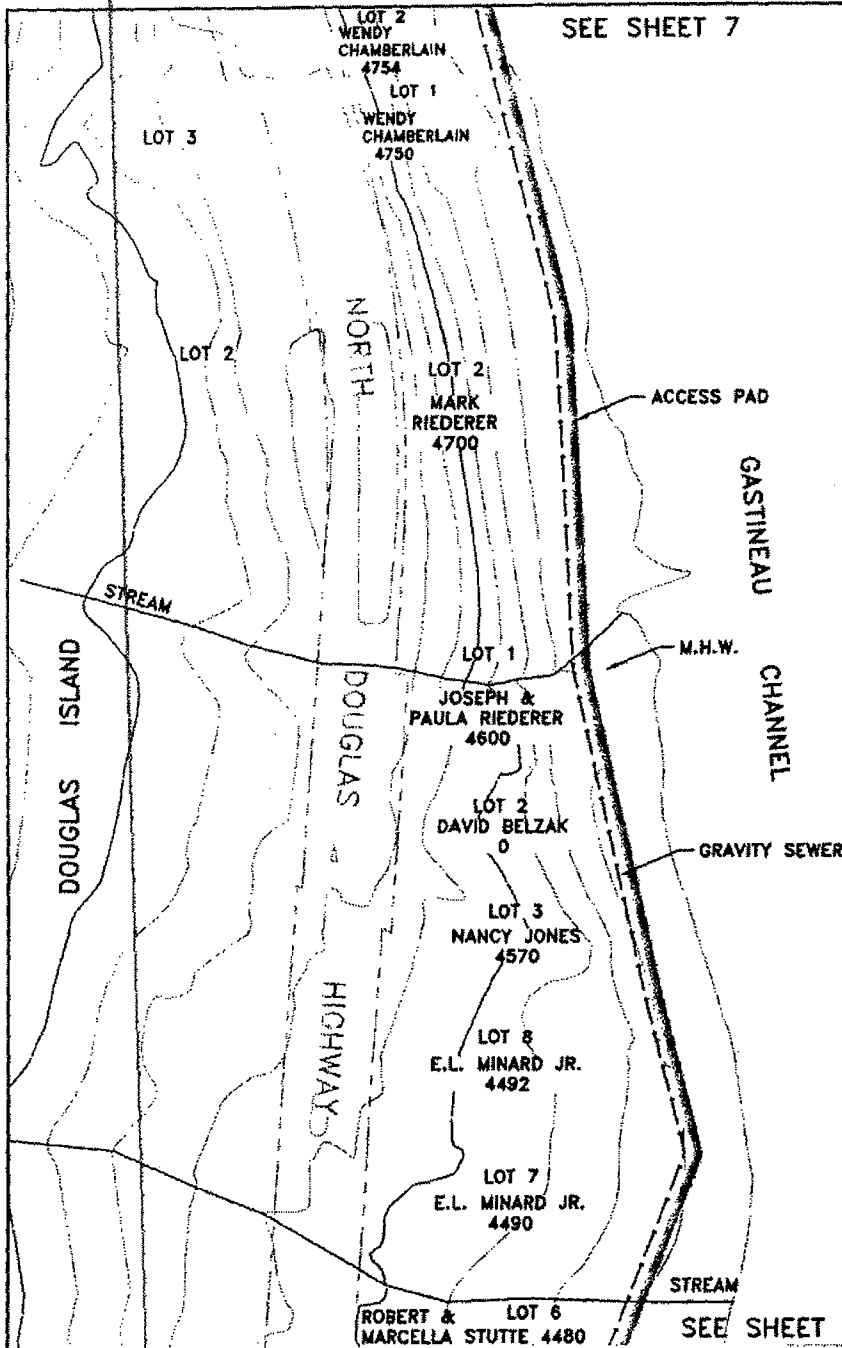 LOT 2
WENDY
CHAMBERLAIN
4754
SEE SHEET 7
LOT 1
WENDY
CHAMBERLAIN
4750
LOT 3
NORTH
LOT 2
LOT 2
MARK
RIEDERER
4700
ACCESS PAD
GASTINEAU
STREAM
LOT 1
M.H.W.
JOSEPH &
PAULA RIEDERER
4600
DOUGLAS ISLAND
DOUGLAS
CHANNEL
LOT 2
DAVID BELZAK
0
GRAVITY SEWER
LOT 3
NANCY JONES
4570
HIGHWAY
LOT 8
E.L. MINARD JR.
4492
LOT 7
E.L. MINARD JR.
4490
STREAM
ROBERT &
LOT 6
MARCELLA STUTTE 4480
SEE SHEET